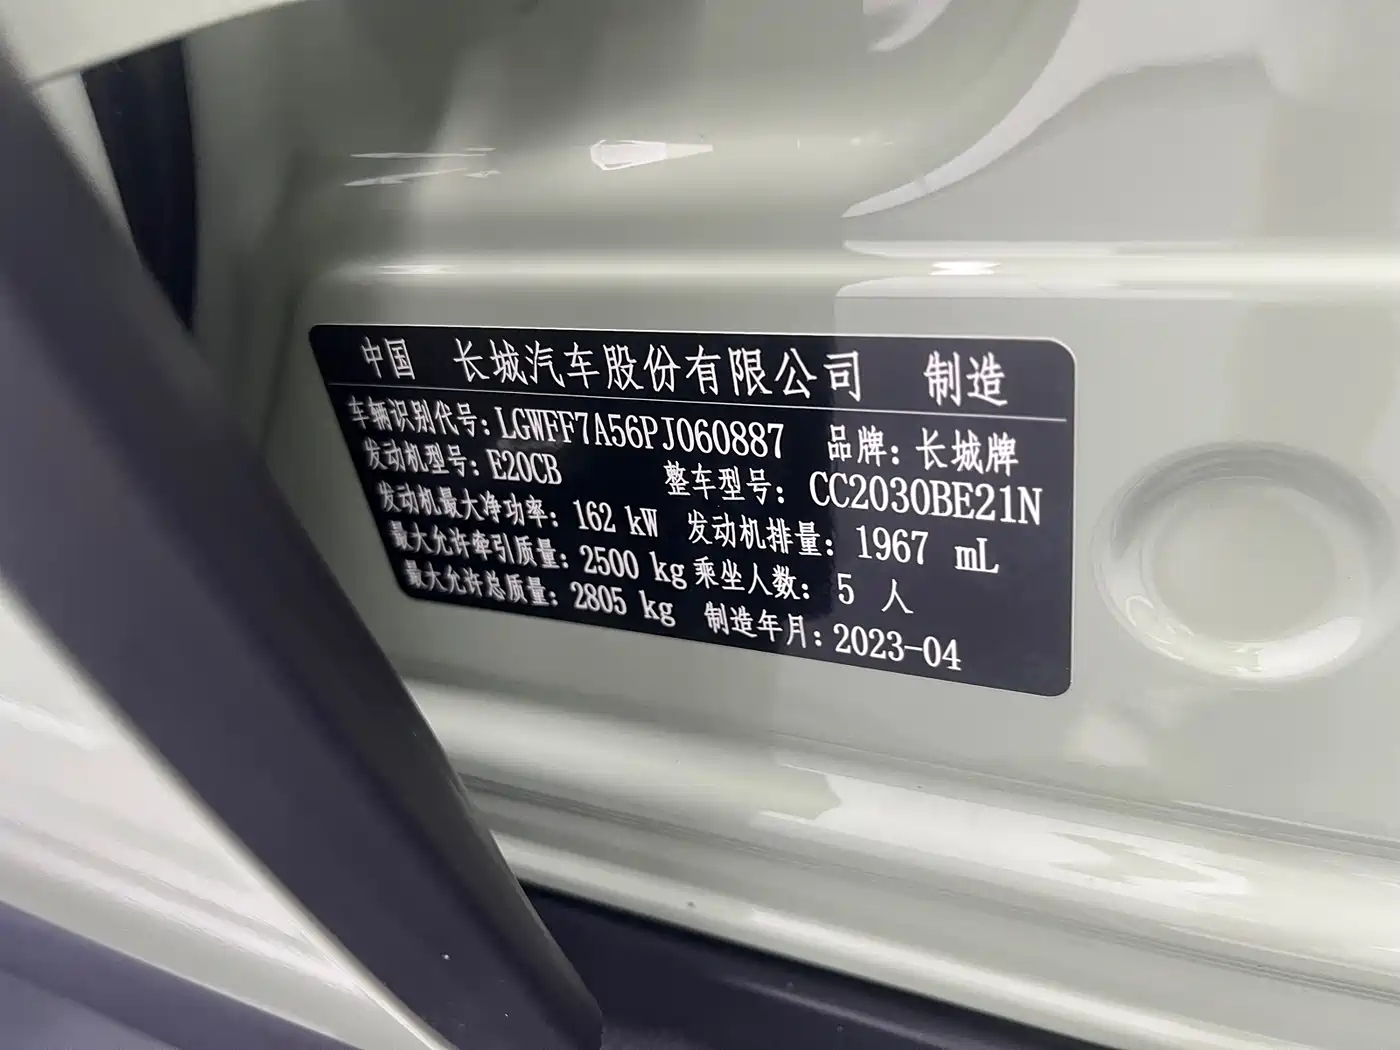 中国 长城汽车股份有限公司 制造
车辆识别代号: LGWFF7A56PJ060887 品牌: 长城牌
发动机型号: E20CB 整车型号: CC2030BE21N
发动机最大净功率: 162 kW 发动机排量: 1967 mL
最大允许牵引质量: 2500 kg 乘坐人数: 5 人
最大允许总质量: 2805 kg 制造年月: 2023-04